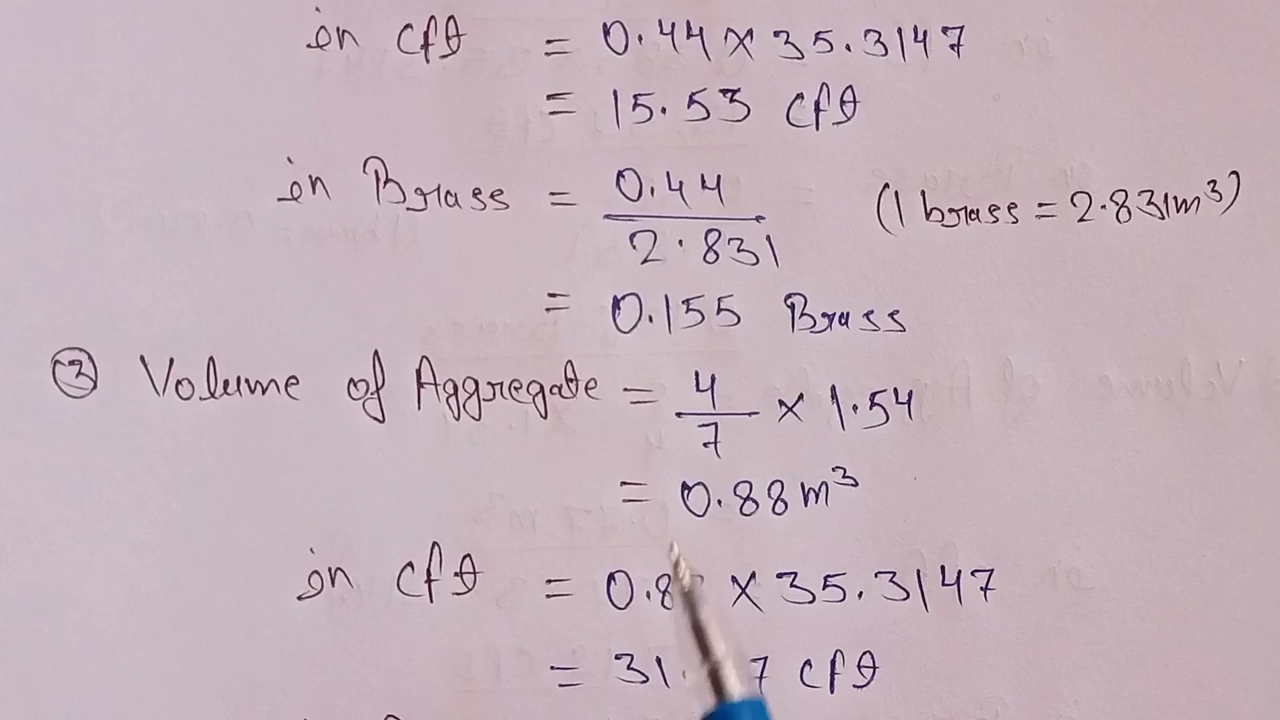 in cft = 0.44 × 35.3147
= 15.53 cft
in Brass = 0.44 / 2.831 (1 brass = 2.831m³)
= 0.155 Brass
③ Volume of Aggregate = 4/7 × 1.54
= 0.88m³
in cft = 0.8 × 35.3147
= 31. 7 cft